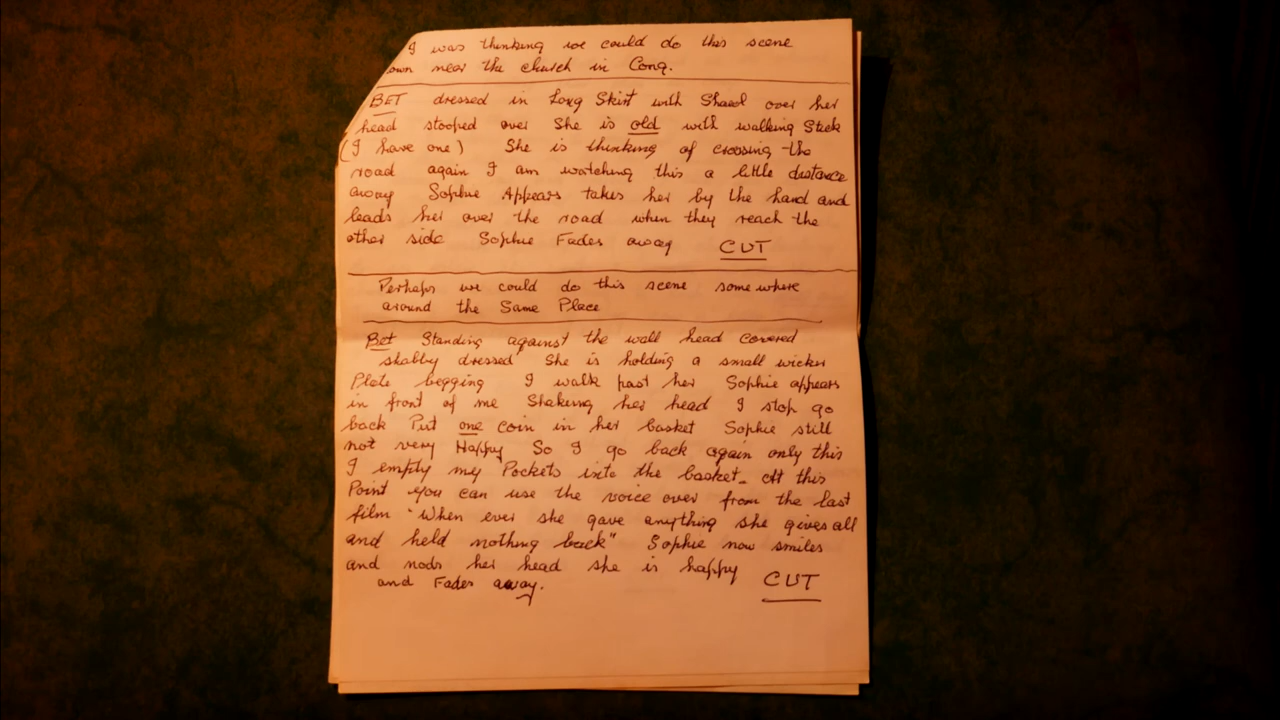 I was thinking we could do this scene
own near the church in Cong.
BET dressed in Long Skirt with Shawl over her
head stooped over She is old with walking Stick
(I have one) She is thinking of crossing the
road again I am watching this a little distance
away Sophie Appears takes her by the hand and
leads her over the road when they reach the
other side Sophie Fades away CUT
Perhaps we could do this scene some where
around the Same Place
Bet Standing against the wall head covered
shabby dressed She is holding a small wicker
Plate begging I walk past her Sophie appears
in front of me Shaking her head I stop go
back Put one coin in her basket Sophie still
not very Happy So I go back again only this
I empty my Pockets into the basket. At this
Point you can use the voice over from the last
film "When ever she gave anything she gives all
and held nothing back" Sophie now smiles
and nods her head she is happy
and Fades away. CUT